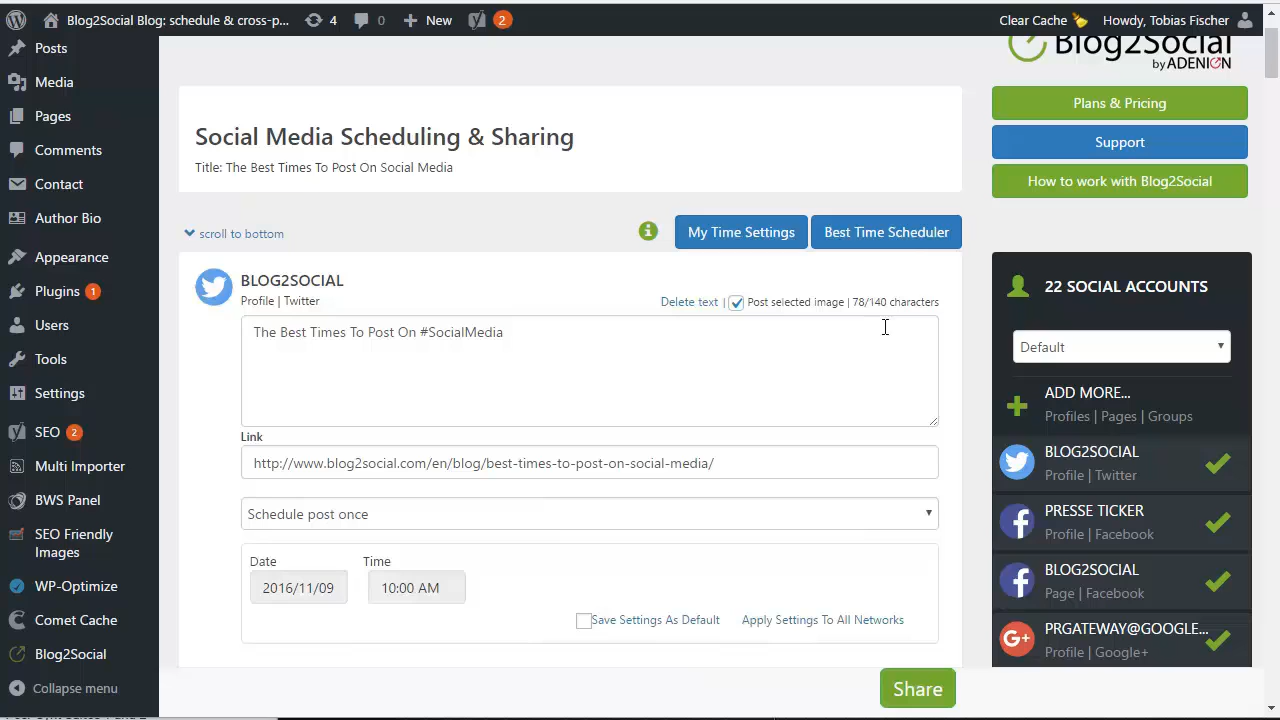 Blog2Social Blog: schedule & cross-p...
4
0
New
2
Clear Cache
Howdy, Tobias Fischer
Posts
Media
Pages
Comments
Contact
Author Bio
Appearance
Plugins 1
Users
Tools
Settings
SEO 2
Multi Importer
BWS Panel
SEO Friendly
Images
WP-Optimize
Comet Cache
Blog2Social
Collapse menu
Social Media Scheduling & Sharing
Title: The Best Times To Post On Social Media
scroll to bottom
My Time Settings
Best Time Scheduler
BLOG2SOCIAL
Profile | Twitter
Delete text | Post selected image | 78/140 characters
The Best Times To Post On #SocialMedia
Link
http://www.blog2social.com/en/blog/best-times-to-post-on-social-media/
Schedule post once
Date
Time
2016/11/09
10:00 AM
Save Settings As Default
Apply Settings To All Networks
Share
Blog2Social
by ADENION
Plans & Pricing
Support
How to work with Blog2Social
22 SOCIAL ACCOUNTS
Default
ADD MORE...
Profiles | Pages | Groups
BLOG2SOCIAL
Profile | Twitter
PRESSE TICKER
Profile | Facebook
BLOG2SOCIAL
Page | Facebook
PRGATEWAY@GOOGLE...
Profile | Google+